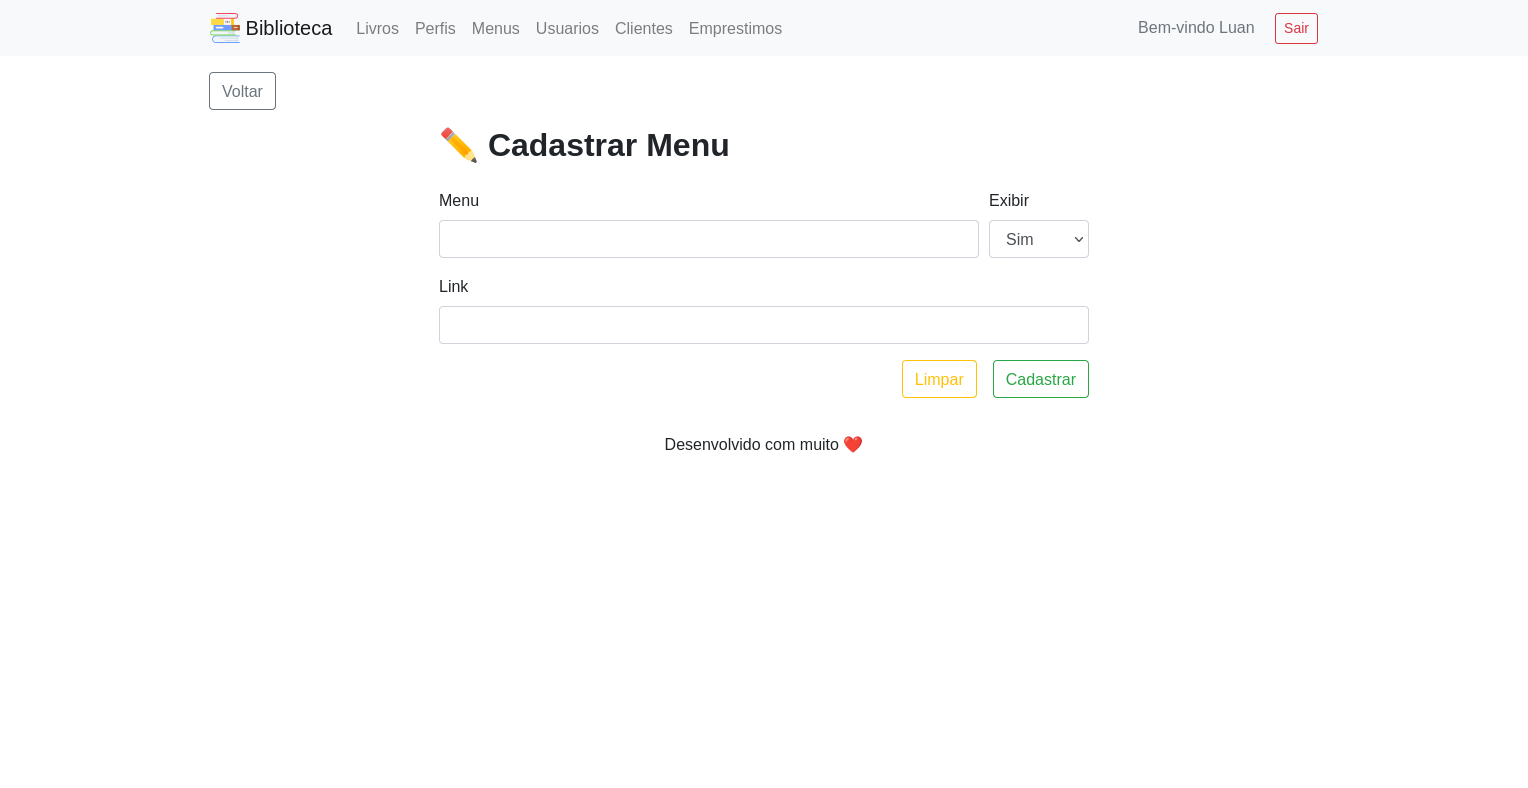 Biblioteca Livros Perfis Menus Usuarios Clientes Emprestimos Bem-vindo Luan Sair
Voltar
✏️ Cadastrar Menu
Menu Exibir
Sim
Link
Limpar Cadastrar
Desenvolvido com muito ❤️